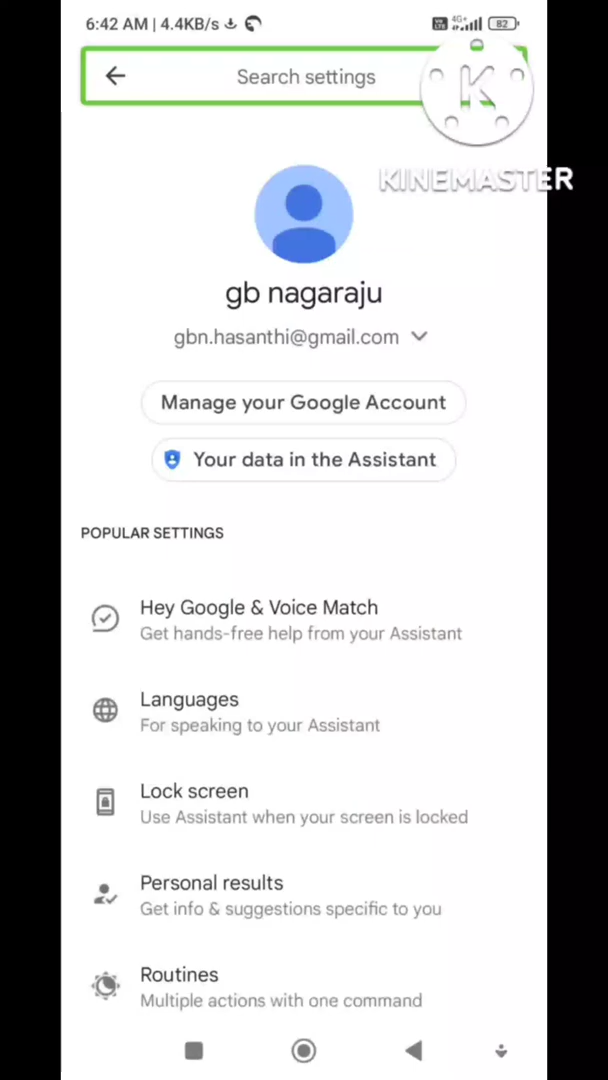 6:42 AM | 4.4KB/s
Vo
LTE
4G+
82
Search settings
K
KINEMASTER
gb nagaraju
gbn.hasanthi@gmail.com
Manage your Google Account
Your data in the Assistant
POPULAR SETTINGS
Hey Google & Voice Match
Get hands-free help from your Assistant
Languages
For speaking to your Assistant
Lock screen
Use Assistant when your screen is locked
Personal results
Get info & suggestions specific to you
Routines
Multiple actions with one command